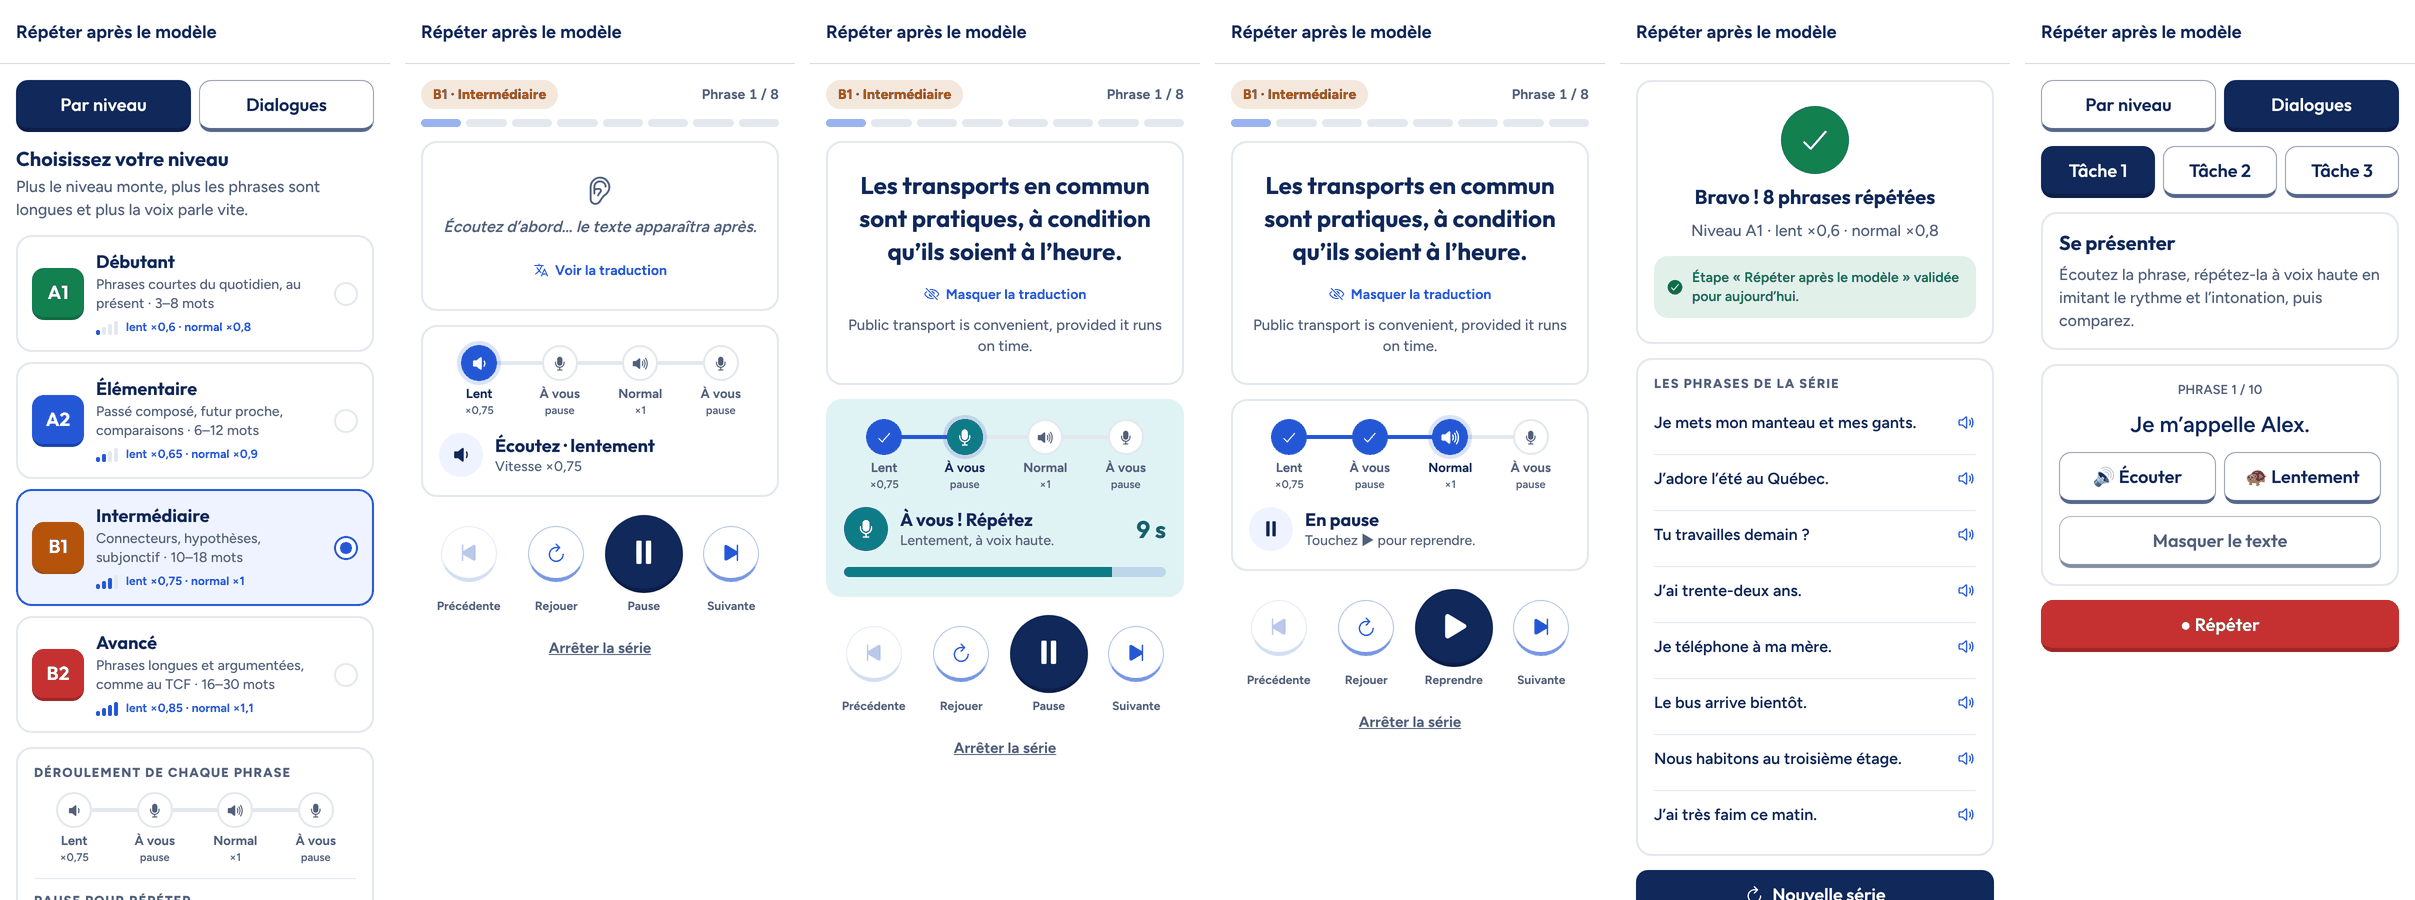 Répéter après le modèle
Par niveau
Dialogues
Choisissez votre niveau
Plus le niveau monte, plus les phrases sont
longues et plus la voix parle vite.
A1
Débutant
Phrases courtes du quotidien, au
présent · 3–8 mots
lent ×0,6 · normal ×0,8
A2
Élémentaire
Passé composé, futur proche,
comparaisons · 6–12 mots
lent ×0,65 · normal ×0,9
B1
Intermédiaire
Connecteurs, hypothèses,
subjonctif · 10–18 mots
lent ×0,75 · normal ×1
B2
Avancé
Phrases longues et argumentées,
comme au TCF · 16–30 mots
lent ×0,85 · normal ×1,1
DÉROULEMENT DE CHAQUE PHRASE
Lent
×0,75
À vous
pause
Normal
×1
À vous
pause
PAUSE POUR RÉPÉTER
Répéter après le modèle
B1 · Intermédiaire
Phrase 1 / 8
Écoutez d’abord… le texte apparaîtra après.
Voir la traduction
Lent
×0,75
À vous
pause
Normal
×1
À vous
pause
Écoutez · lentement
Vitesse ×0,75
Précédente
Rejouer
Pause
Suivante
Arrêter la série
Répéter après le modèle
B1 · Intermédiaire
Phrase 1 / 8
Les transports en commun
sont pratiques, à condition
qu’ils soient à l’heure.
Masquer la traduction
Public transport is convenient, provided it runs
on time.
Lent
×0,75
À vous
pause
Normal
×1
À vous
pause
À vous ! Répétez
Lentement, à voix haute.
9 s
Précédente
Rejouer
Pause
Suivante
Arrêter la série
Répéter après le modèle
B1 · Intermédiaire
Phrase 1 / 8
Les transports en commun
sont pratiques, à condition
qu’ils soient à l’heure.
Masquer la traduction
Public transport is convenient, provided it runs
on time.
Lent
×0,75
À vous
pause
Normal
×1
À vous
pause
En pause
Touchez ▶ pour reprendre.
Précédente
Rejouer
Reprendre
Suivante
Arrêter la série
Répéter après le modèle
Bravo ! 8 phrases répétées
Niveau A1 · lent ×0,6 · normal ×0,8
Étape « Répéter après le modèle » validée
pour aujourd’hui.
LES PHRASES DE LA SÉRIE
Je mets mon manteau et mes gants.
J’adore l’été au Québec.
Tu travailles demain ?
J’ai trente-deux ans.
Je téléphone à ma mère.
Le bus arrive bientôt.
Nous habitons au troisième étage.
J’ai très faim ce matin.
Nouvelle série
Répéter après le modèle
Par niveau
Dialogues
Tâche 1
Tâche 2
Tâche 3
Se présenter
Écoutez la phrase, répétez-la à voix haute en
imitant le rythme et l’intonation, puis
comparez.
PHRASE 1 / 10
Je m’appelle Alex.
🔊 Écouter
🐢 Lentement
Masquer le texte
● Répéter